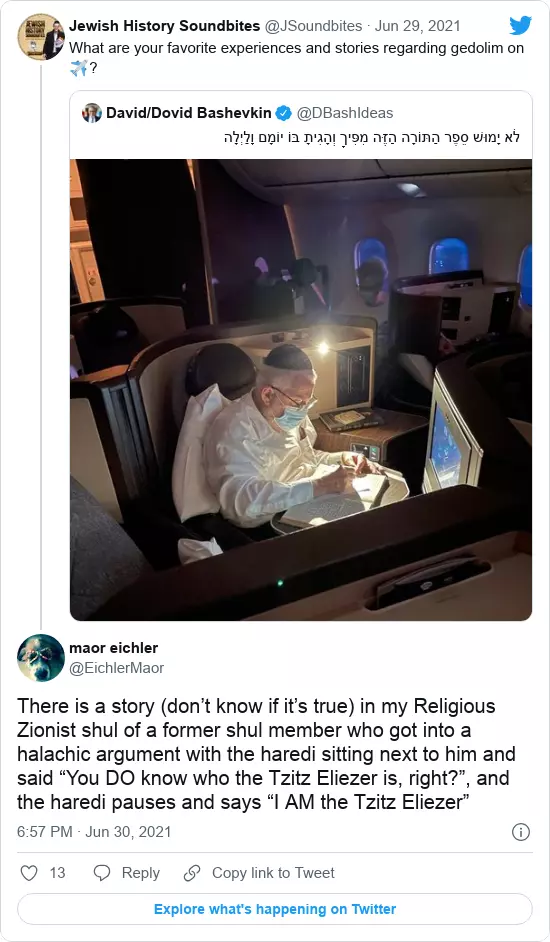 Jewish History Soundbites @JSoundbites · Jun 29, 2021
What are your favorite experiences and stories regarding gedolim on
✈️?
David/Dovid Bashevkin @DBashIdeas
לֹא יָמוּשׁ סֵפֶר הַתּוֹרָה הַזֶּה מִפִּיךָ וְהָגִיתָ בּוֹ יוֹמָם וָלַיְלָה
maor eichler
@EichlerMaor
There is a story (don’t know if it’s true) in my Religious
Zionist shul of a former shul member who got into a
halachic argument with the haredi sitting next to him and
said “You DO know who the Tzitz Eliezer is, right?”, and
the haredi pauses and says “I AM the Tzitz Eliezer”
6:57 PM · Jun 30, 2021
13 Reply Copy link to Tweet
Explore what's happening on Twitter